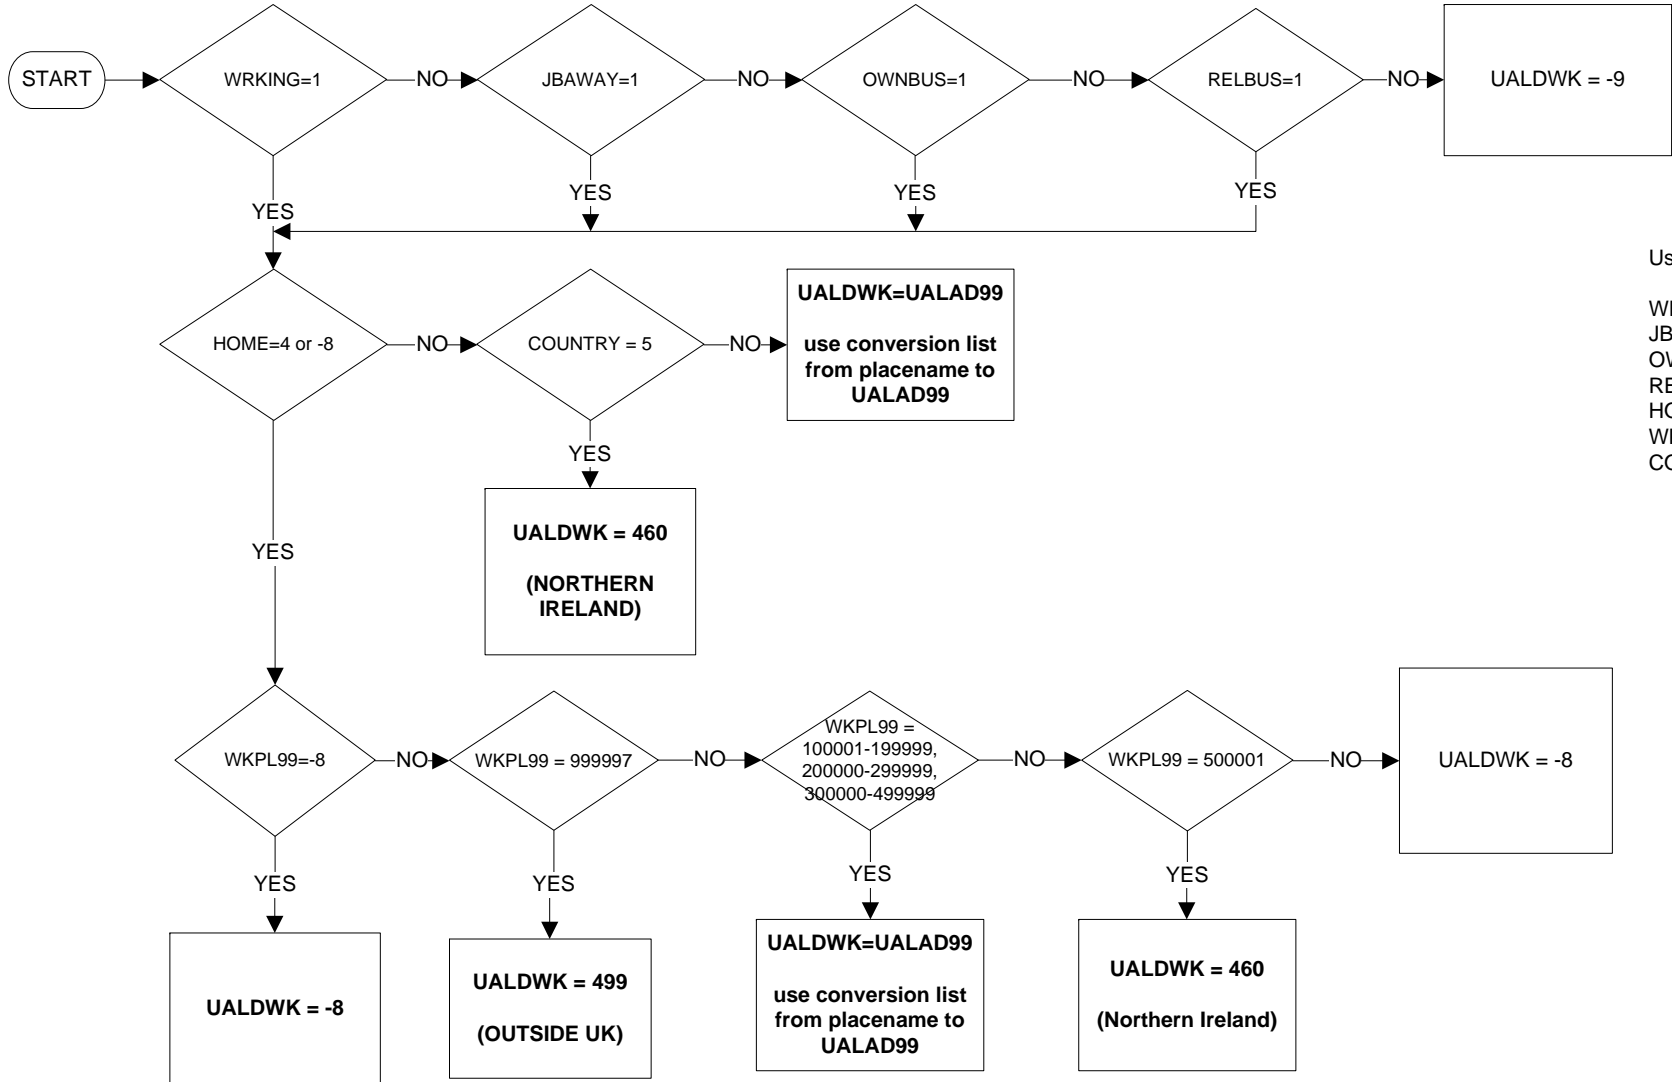 START
WRKING=1
NO
JBAWAY=1
NO
OWNBUS=1
NO
RELBUS=1
NO
UALDWK = -9
YES
YES
YES
YES
HOME=4 or -8
NO
COUNTRY = 5
NO
UALDWK=UALAD99
use conversion list
from placename to
UALAD99
YES
YES
UALDWK = 460
(NORTHERN
IRELAND)
WKPL99=-8
NO
WKPL99 = 999997
NO
WKPL99 =
100001-199999,
200000-299999,
300000-499999
NO
WKPL99 = 500001
NO
UALDWK = -8
YES
YES
YES
YES
UALDWK = -8
UALDWK = 499
(OUTSIDE UK)
UALDWK=UALAD99
use conversion list
from placename to
UALAD99
UALDWK = 460
(Northern Ireland)